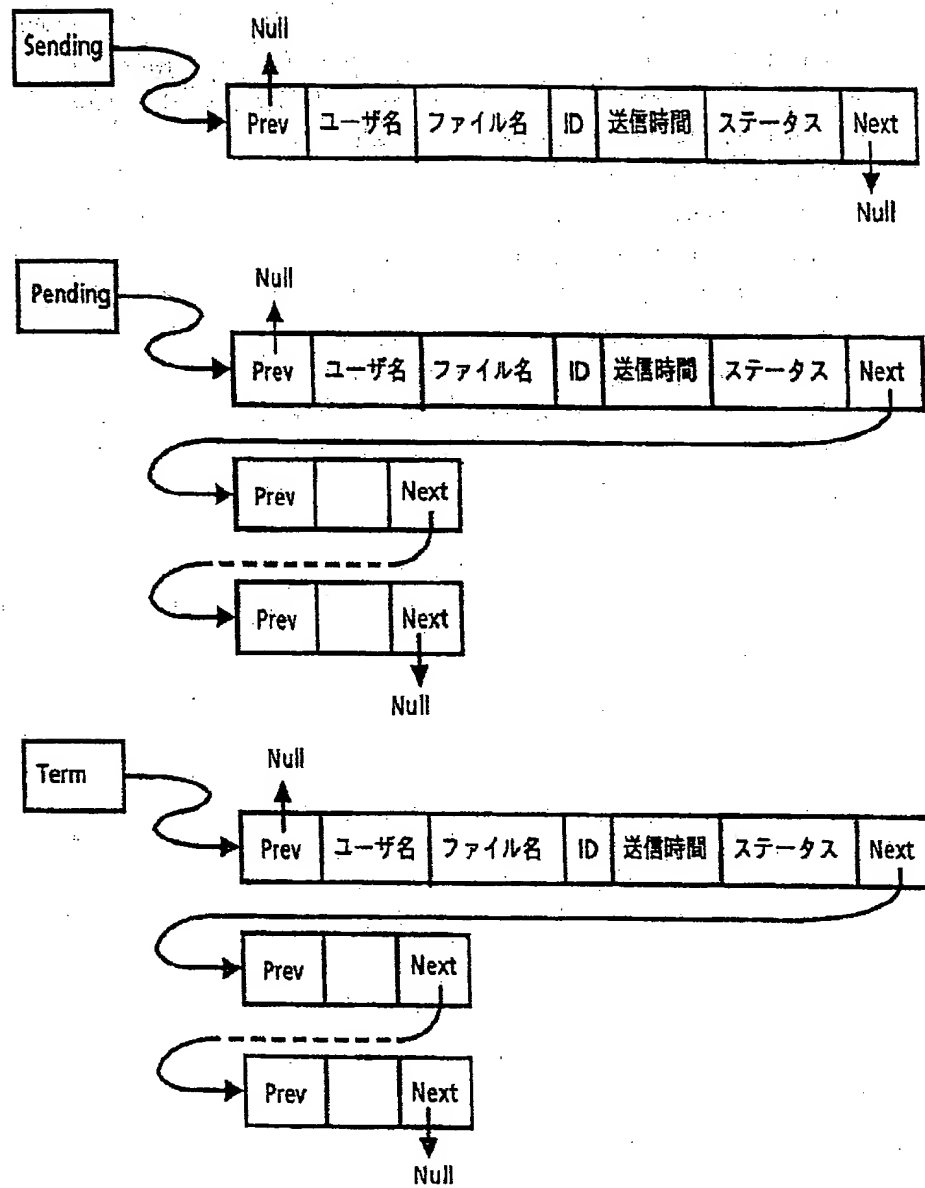 Sending
Null
Prev ユーザ名 ファイル名 ID 送信時間 ステータス Next
Null
Pending
Null
Prev ユーザ名 ファイル名 ID 送信時間 ステータス Next
Prev Next
Prev Next
Null
Term
Null
Prev ユーザ名 ファイル名 ID 送信時間 ステータス Next
Prev Next
Prev Next
Null